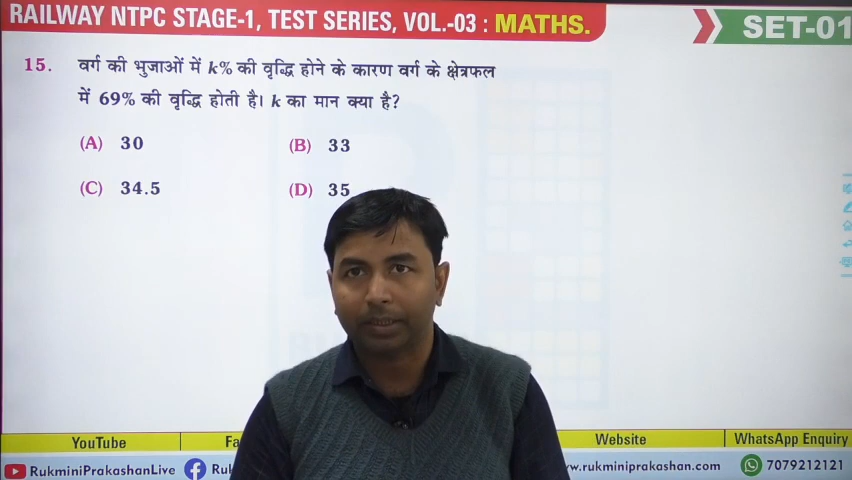 RAILWAY NTPC STAGE-1, TEST SERIES, VOL.-03 : MATHS.
SET-01
15. वर्ग की भुजाओं में k% की वृद्धि होने के कारण वर्ग के क्षेत्रफल
में 69% की वृद्धि होती है। k का मान क्या है?
(A) 30 (B) 33
(C) 34.5 (D) 35
YouTube Website WhatsApp Enquiry
RukminiPrakashanLive .rukminiprakashan.com 7079212121